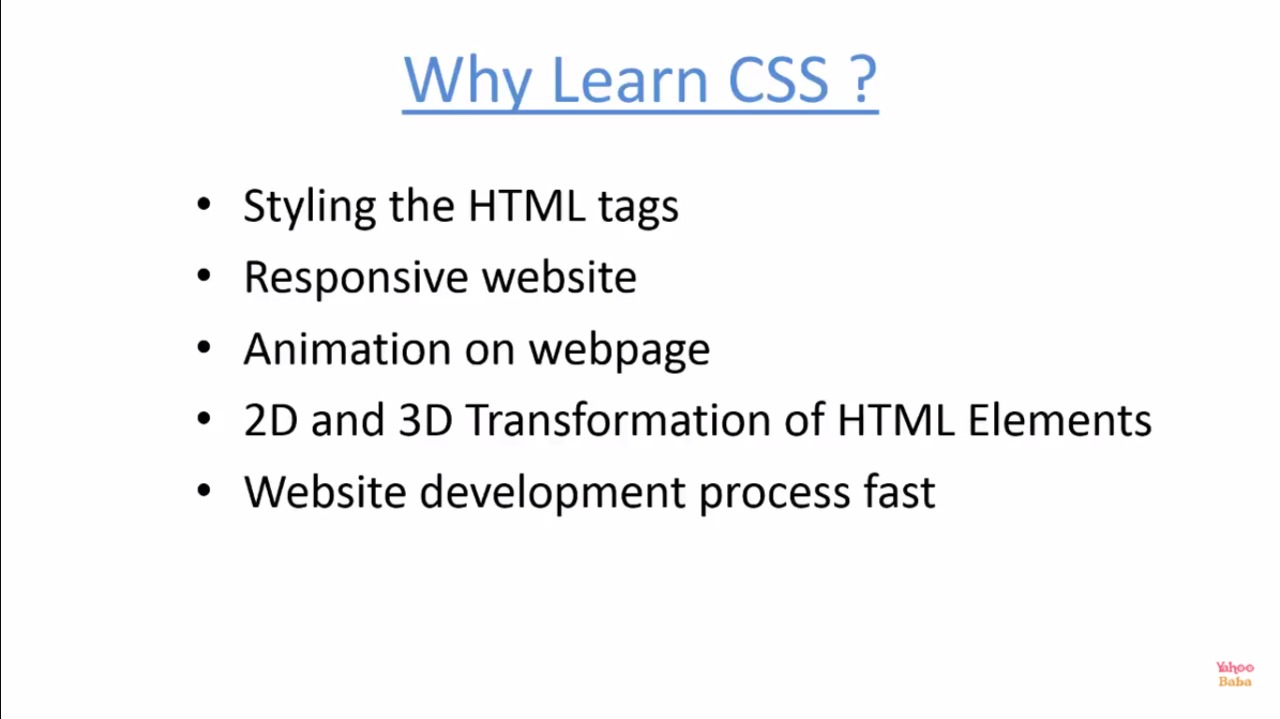 Why Learn CSS ?
• Styling the HTML tags
• Responsive website
• Animation on webpage
• 2D and 3D Transformation of HTML Elements
• Website development process fast
Yahoo
Baba